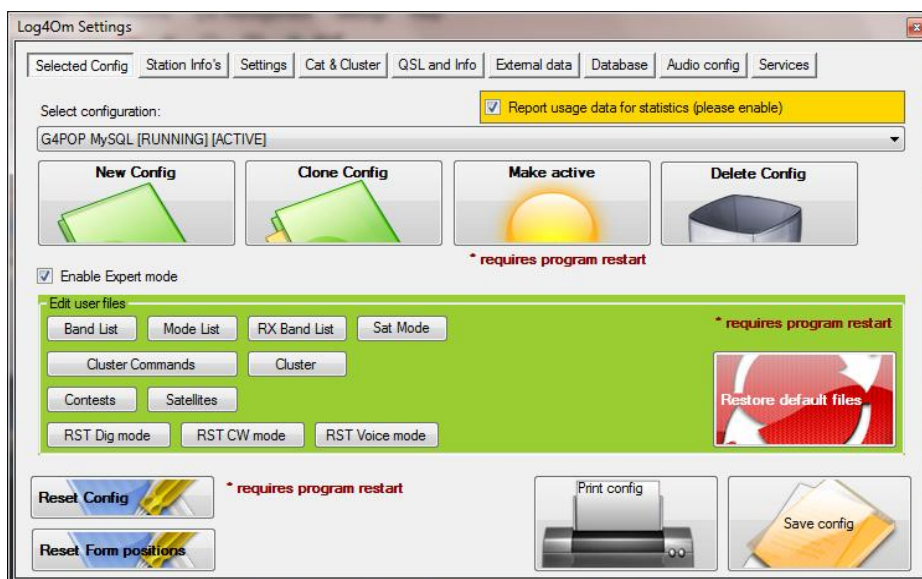 Log4Om Settings
Selected Config Station Info's Settings Cat & Cluster QSL and Info External data Database Audio config Services
Select configuration:
Report usage data for statistics (please enable)
G4POP MySQL [RUNNING] [ACTIVE]
New Config Clone Config Make active Delete Config
* requires program restart
Enable Expert mode
Edit user files
Band List Mode List RX Band List Sat Mode
* requires program restart
Cluster Commands Cluster
Contests Satellites
Restore default files
RST Dig mode RST CW mode RST Voice mode
Reset Config
* requires program restart
Print config
Save config
Reset Form positions